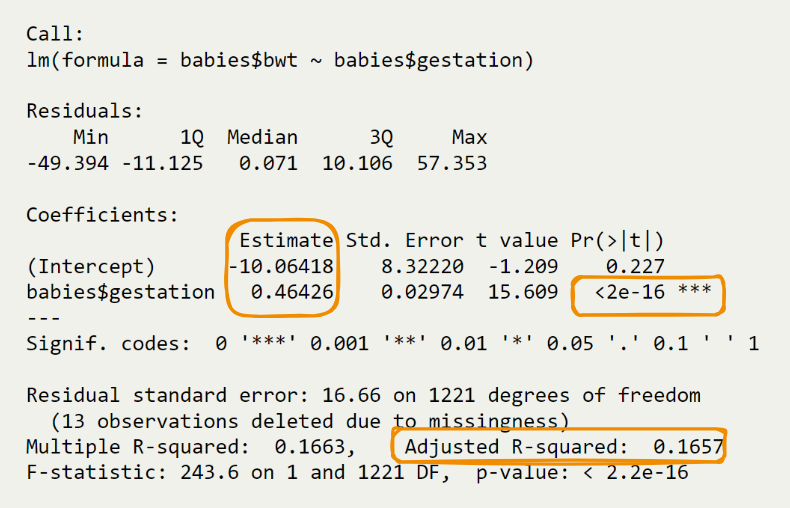 Call:
lm(formula = babies$bwt ~ babies$gestation)
Residuals:
Min 1Q Median 3Q Max
-49.394 -11.125 0.071 10.106 57.353
Coefficients:
Estimate Std. Error t value Pr(>|t|)
(Intercept) -10.06418 8.32220 -1.209 0.227
babies$gestation 0.46426 0.02974 15.609 <2e-16 ***
---
Signif. codes: 0 '***' 0.001 '**' 0.01 '*' 0.05 '.' 0.1 ' ' 1
Residual standard error: 16.66 on 1221 degrees of freedom
(13 observations deleted due to missingness)
Multiple R-squared: 0.1663, Adjusted R-squared: 0.1657
F-statistic: 243.6 on 1 and 1221 DF, p-value: < 2.2e-16